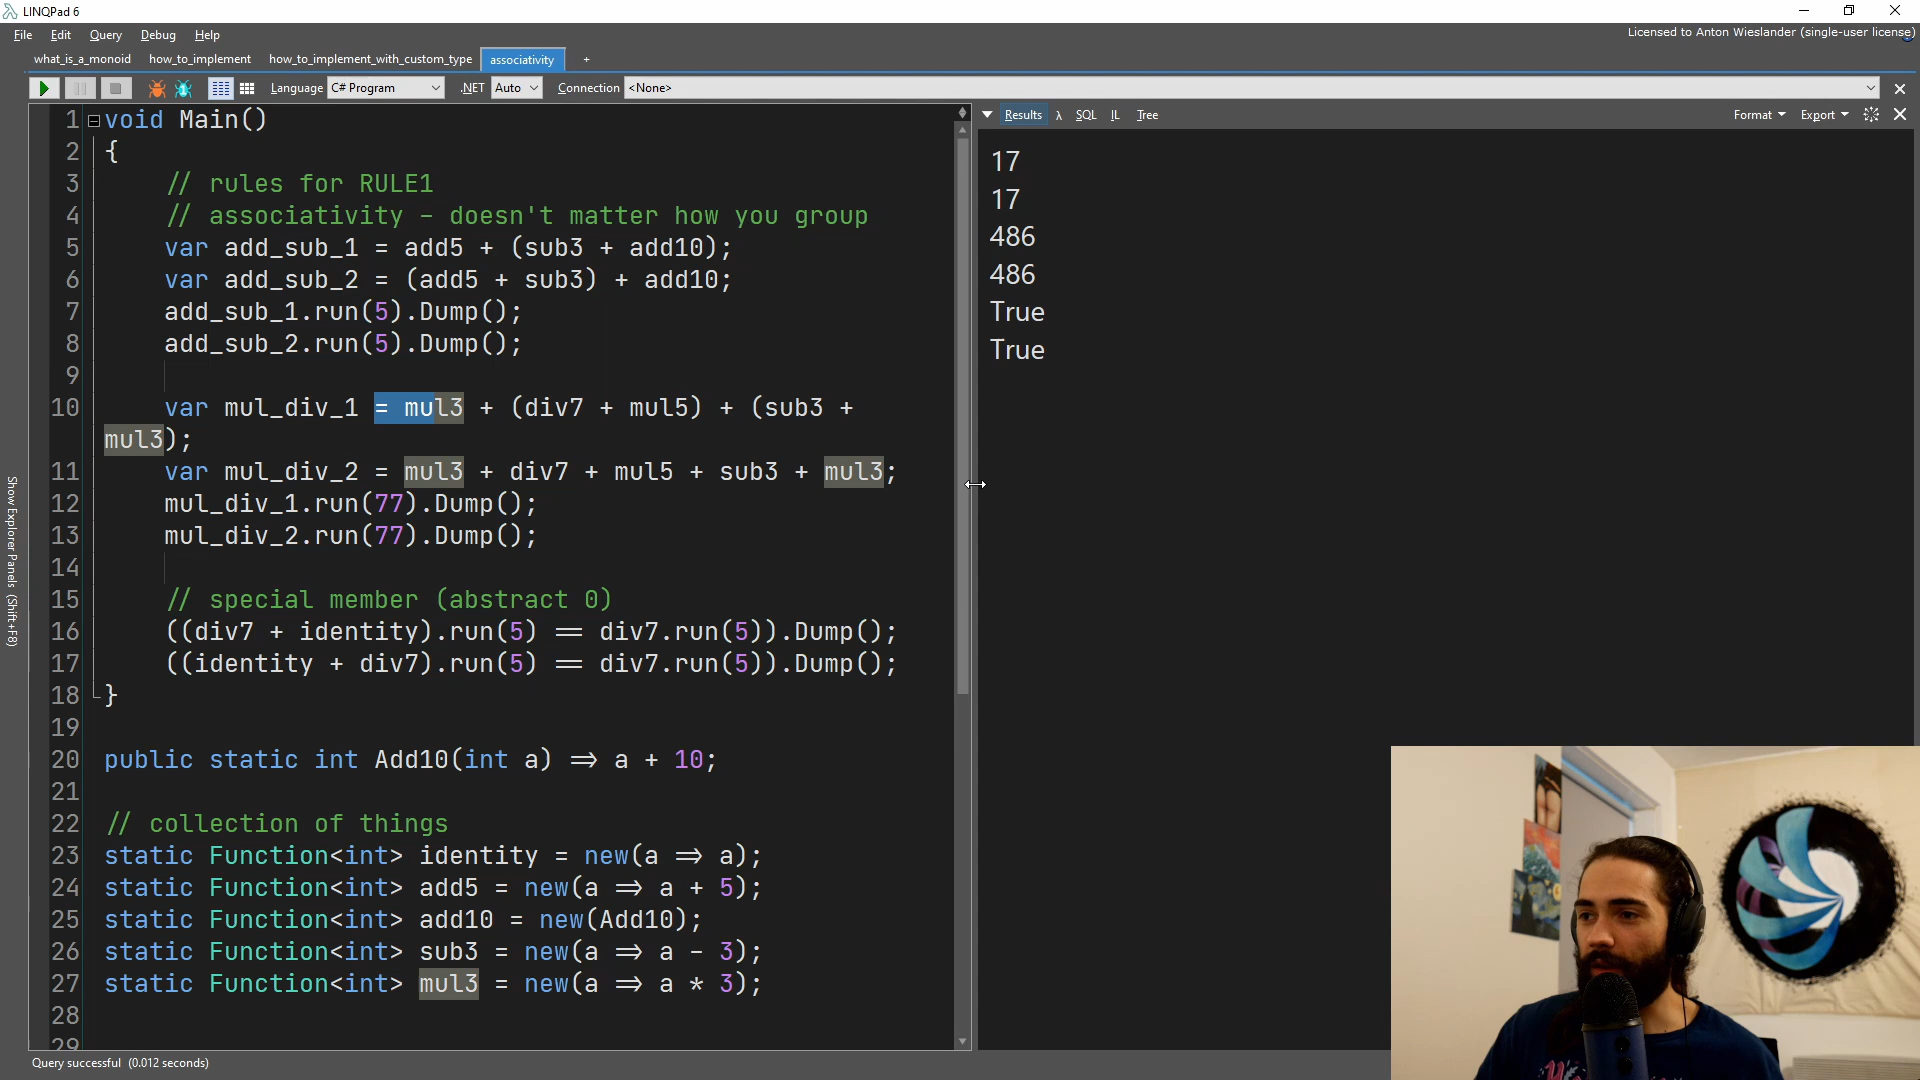 LINQPad 6
File Edit Query Debug Help
Licensed to Anton Wieslander (single-user license)
what_is_a_monoid how_to_implement how_to_implement_with_custom_type associativity +
Language C# Program .NET Auto Connection <None>
Results λ SQL IL Tree
Format Export
Show Explorer Panels (Shift+F8)
1 void Main()
2 {
3 // rules for RULE1
4 // associativity - doesn't matter how you group
5 var add_sub_1 = add5 + (sub3 + add10);
6 var add_sub_2 = (add5 + sub3) + add10;
7 add_sub_1.run(5).Dump();
8 add_sub_2.run(5).Dump();
9
10 var mul_div_1 = mul3 + (div7 + mul5) + (sub3 +
mul3);
11 var mul_div_2 = mul3 + div7 + mul5 + sub3 + mul3;
12 mul_div_1.run(77).Dump();
13 mul_div_2.run(77).Dump();
14
15 // special member (abstract 0)
16 ((div7 + identity).run(5) == div7.run(5)).Dump();
17 ((identity + div7).run(5) == div7.run(5)).Dump();
18 }
19
20 public static int Add10(int a) => a + 10;
21
22 // collection of things
23 static Function<int> identity = new(a => a);
24 static Function<int> add5 = new(a => a + 5);
25 static Function<int> add10 = new(Add10);
26 static Function<int> sub3 = new(a => a - 3);
27 static Function<int> mul3 = new(a => a * 3);
28
29
17
17
486
486
True
True
Query successful (0.012 seconds)